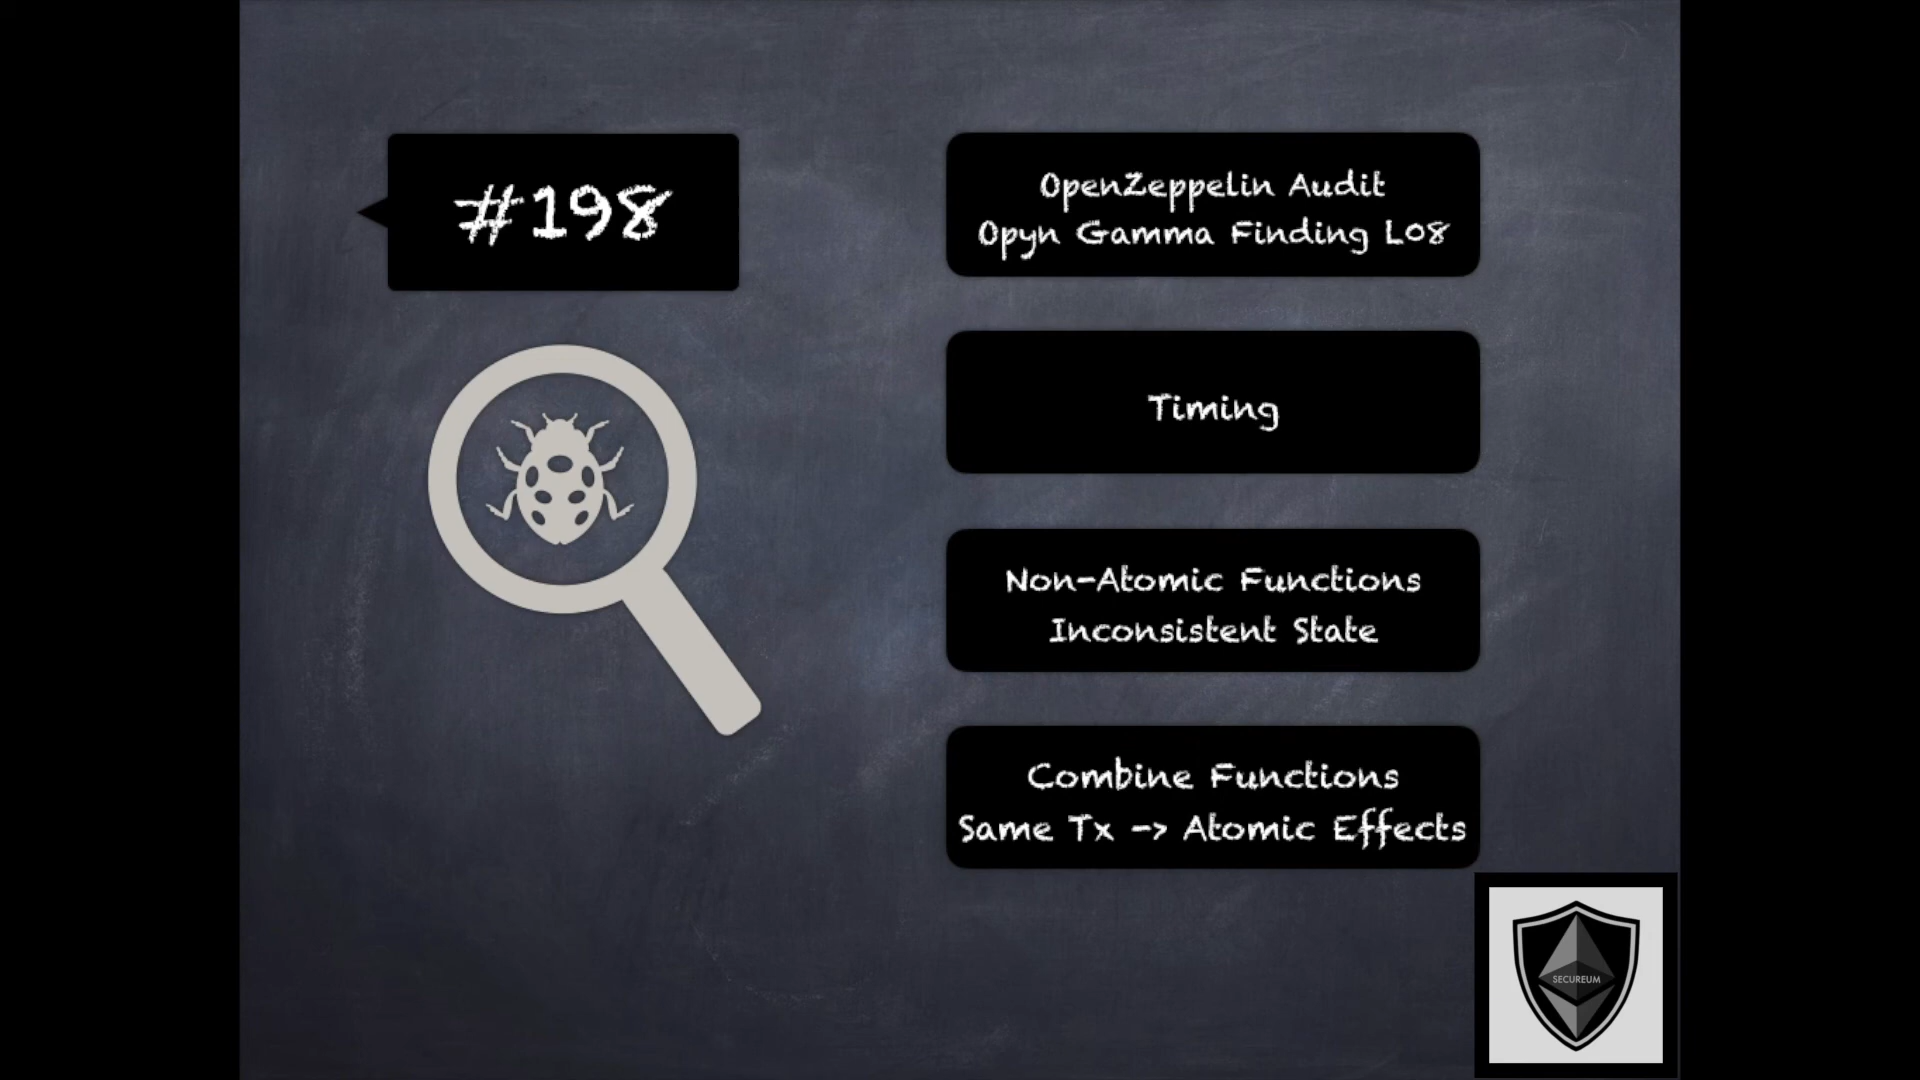 #198
OpenZeppelin Audit
Opyn Gamma Finding L08
Timing
Non-Atomic Functions
Inconsistent State
Combine Functions
Same Tx -> Atomic Effects
SECUREUM